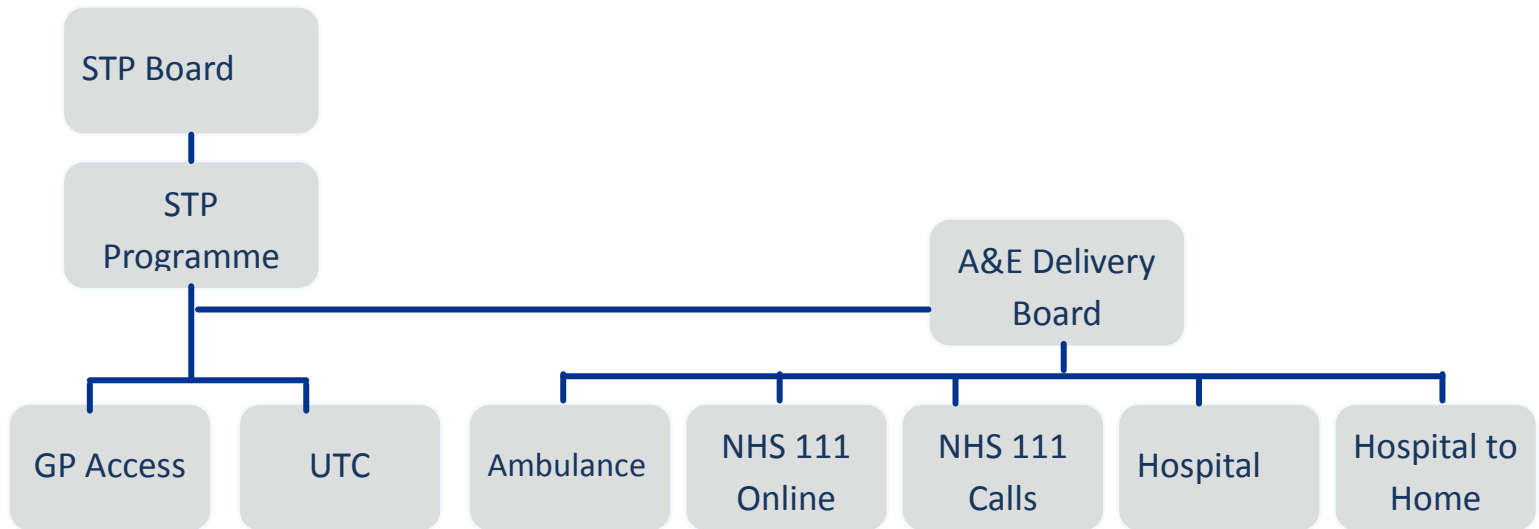 STP Board
STP
Programme
A&E Delivery
Board
GP Access
UTC
Ambulance
NHS 111
Online
NHS 111
Calls
Hospital
Hospital to
Home